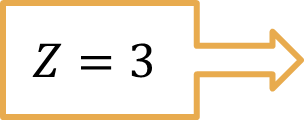 Z = 3